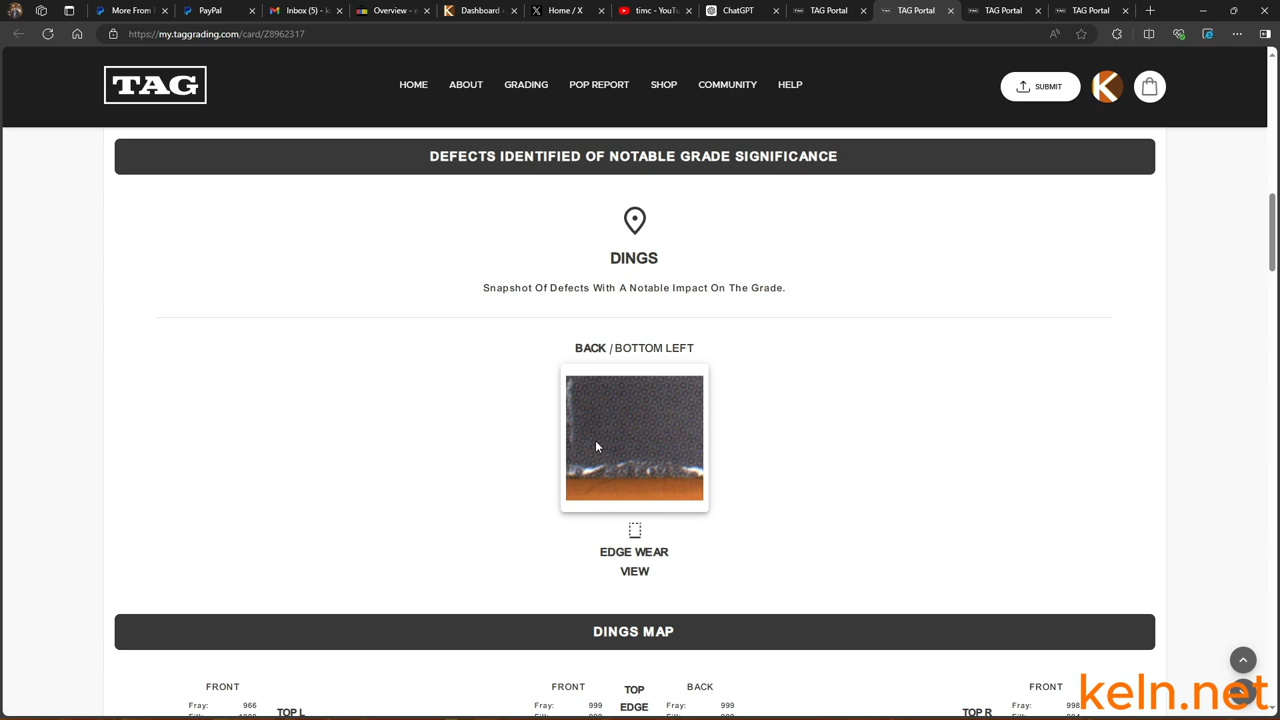 More From
PayPal
Inbox (5) - k
Overview - e
Dashboard -
Home / X
timc - YouTu
ChatGPT
TAG Portal
TAG Portal
TAG Portal
TAG Portal
https://my.taggrading.com/card/Z8962317
TAG
HOME
ABOUT
GRADING
POP REPORT
SHOP
COMMUNITY
HELP
SUBMIT
K
DEFECTS IDENTIFIED OF NOTABLE GRADE SIGNIFICANCE
DINGS
Snapshot Of Defects With A Notable Impact On The Grade.
BACK / BOTTOM LEFT
EDGE WEAR
VIEW
DINGS MAP
FRONT
Fray: 966
TOP L
FRONT
Fray: 999
TOP
EDGE
BACK
Fray: 999
TOP R
FRONT
Fray: 998
keln.net